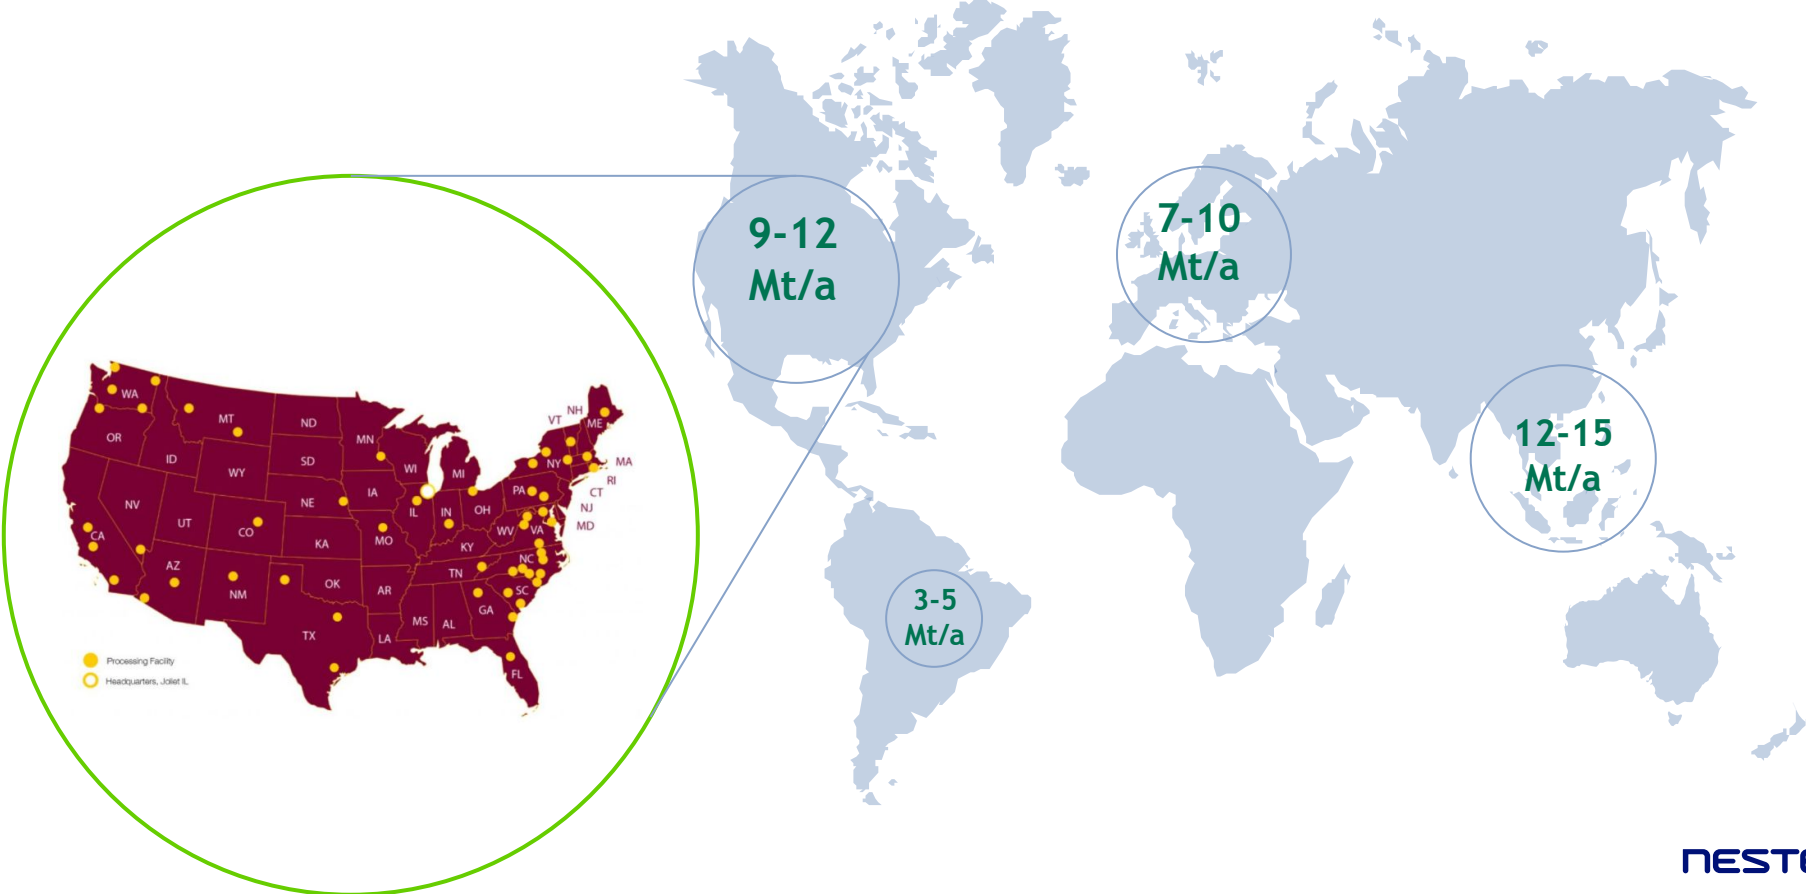 9-12
Mt/a
7-10
Mt/a
12-15
Mt/a
3-5
Mt/a
WA
OR
ID
MT
ND
MN
SD
WY
WI
MI
NV
UT
CO
NE
IA
IL
IN
OH
PA
NY
VT
NH
ME
MA
RI
CT
NJ
MD
CA
AZ
NM
KA
MO
KY
WV
VA
NC
TN
SC
OK
AR
TX
LA
MS
AL
GA
FL
Processing Facility
Headquarters, Joliet IL
NESTE